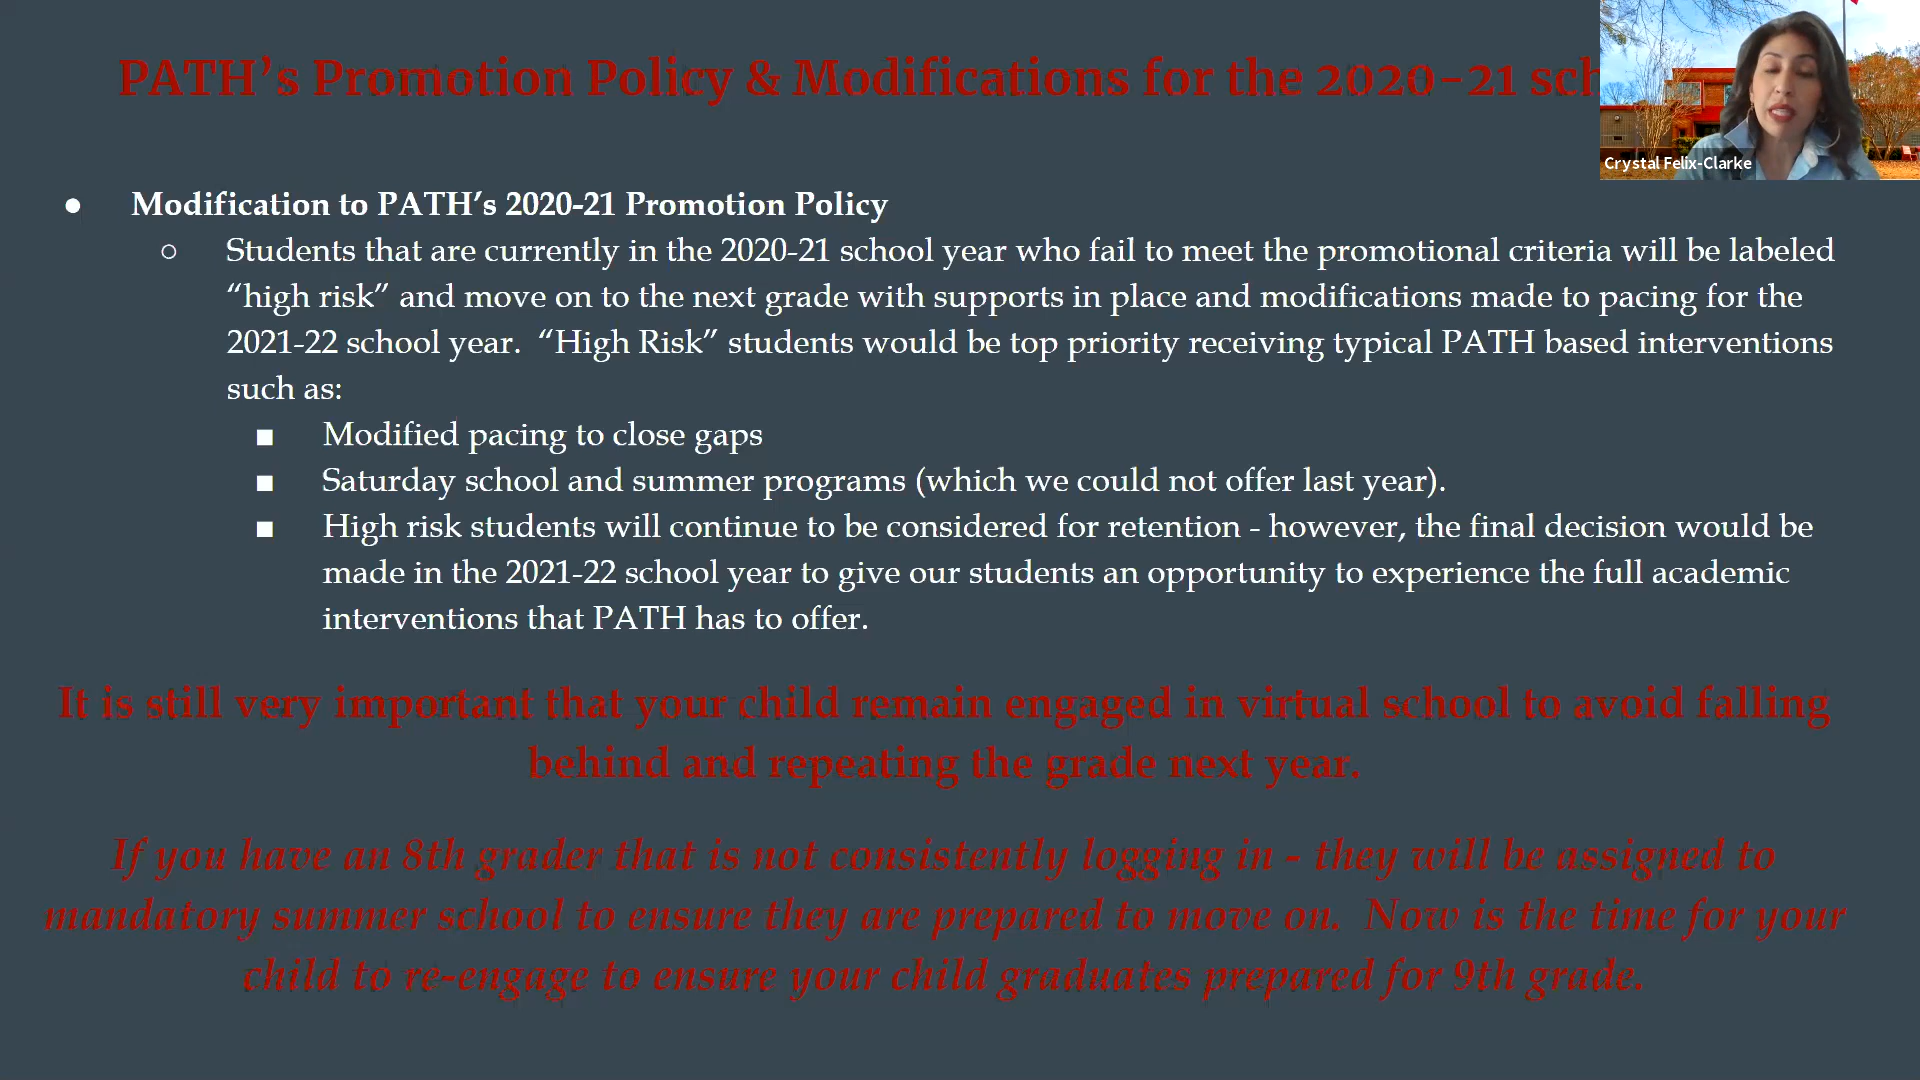 PATH’s Promotion Policy & Modifications for the 2020-21 sch
Crystal Felix-Clarke
● Modification to PATH’s 2020-21 Promotion Policy
○ Students that are currently in the 2020-21 school year who fail to meet the promotional criteria will be labeled
“high risk” and move on to the next grade with supports in place and modifications made to pacing for the
2021-22 school year.  “High Risk” students would be top priority receiving typical PATH based interventions
such as:
■ Modified pacing to close gaps
■ Saturday school and summer programs (which we could not offer last year).
■ High risk students will continue to be considered for retention - however, the final decision would be
made in the 2021-22 school year to give our students an opportunity to experience the full academic
interventions that PATH has to offer.
It is still very important that your child remain engaged in virtual school to avoid falling
behind and repeating the grade next year.
If you have an 8th grader that is not consistently logging in - they will be assigned to
mandatory summer school to ensure they are prepared to move on.  Now is the time for your
child to re-engage to ensure your child graduates prepared for 9th grade.